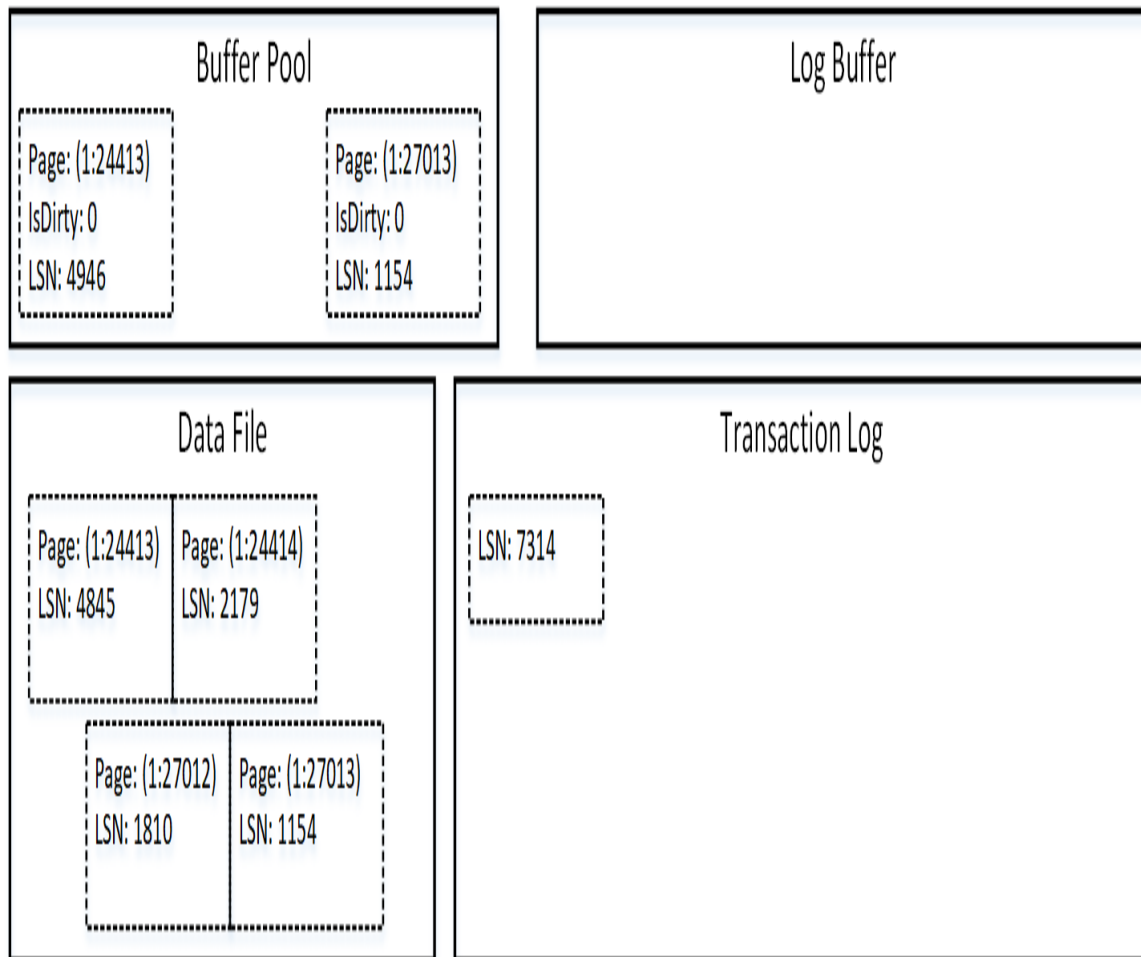 Buffer Pool
Page: (1:24413)
IsDirty: 0
LSN: 4946
Page: (1:27013)
IsDirty: 0
LSN: 1154
Log Buffer
Data File
Page: (1:24413)
LSN: 4845
Page: (1:24414)
LSN: 2179
Page: (1:27012)
LSN: 1810
Page: (1:27013)
LSN: 1154
Transaction Log
LSN: 7314